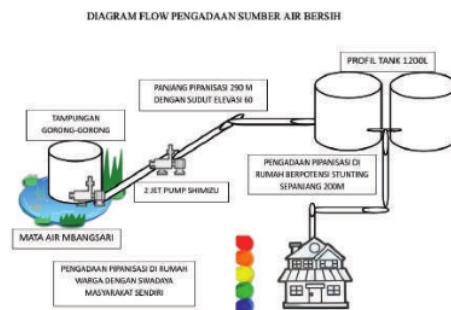 DIAGRAM FLOW PENGADAAN SUMBER AIR BERSIH
PROFIL TANK 1200L
PANJANG PIPANISASI 290 M
DENGAN SUDUT ELEVASI 60
TAMPUNGAN
GORONG-GORONG
PENGADAAN PIPANISASI DI
RUMAH BERPOTENSI STUNTING
SEPANJANG 200M
2 JET PUMP SHIMIZU
MATA AIR MBANGSARI
PENGADAAN PIPANISASI DI RUMAH
WARGA DENGAN SWADAYA
MASYARAKAT SENDIRI